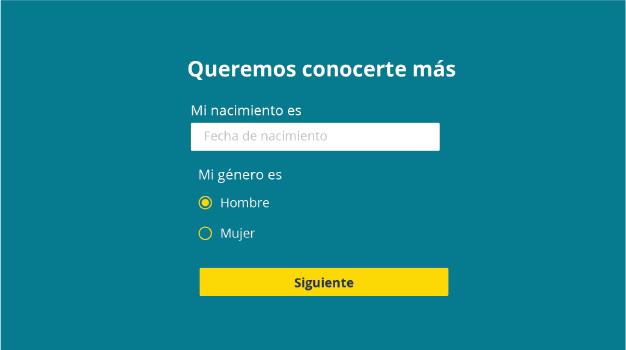 Queremos conocerte más
Mi nacimiento es
Fecha de nacimiento
Mi género es
Hombre
Mujer
Siguiente